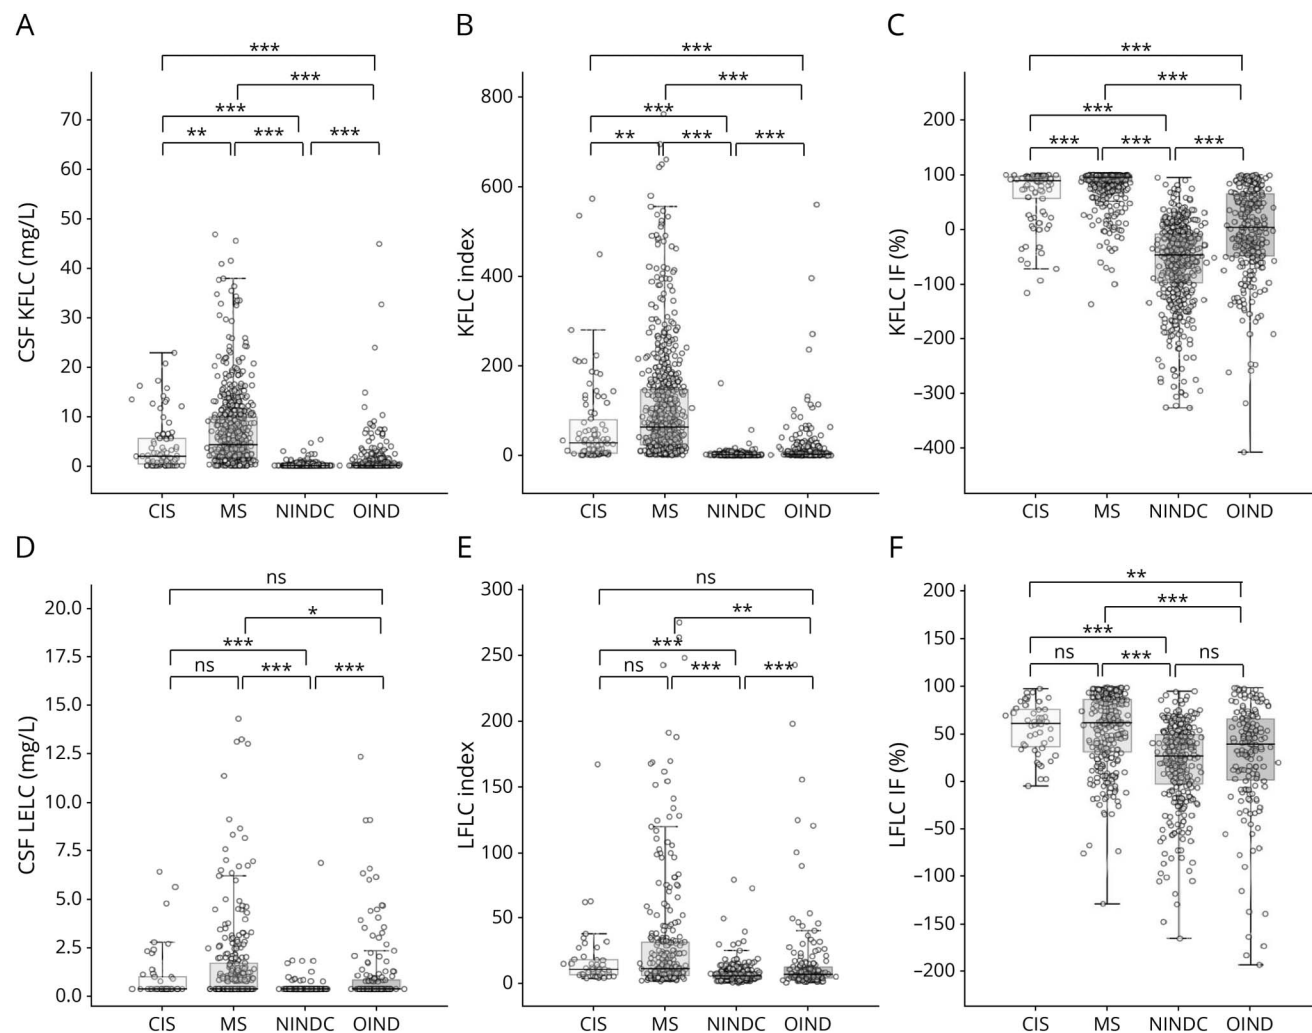 A
CSF KFLC (mg/L)
70
60
50
40
30
20
10
0
***
***
***
** *** ***
CIS MS NINDC OIND
B
KFLC index
800
600
400
200
0
***
***
***
** *** ***
CIS MS NINDC OIND
C
KFLC IF (%)
200
100
0
−100
−200
−300
−400
***
***
***
*** *** ***
CIS MS NINDC OIND
D
CSF LELC (mg/L)
20.0
17.5
15.0
12.5
10.0
7.5
5.0
2.5
0.0
ns
*
***
ns *** ***
CIS MS NINDC OIND
E
LFLC index
300
250
200
150
100
50
0
ns
**
***
ns *** ***
CIS MS NINDC OIND
F
LFLC IF (%)
200
150
100
50
0
−50
−100
−150
−200
**
***
***
ns *** ns
CIS MS NINDC OIND